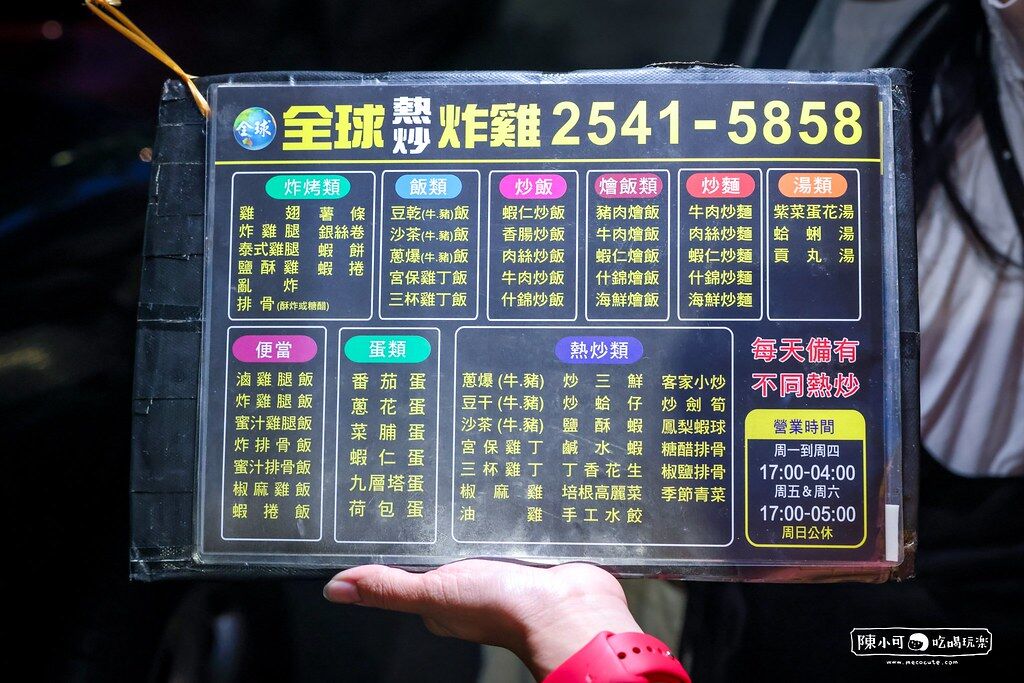 全球 全球 熱炒 炸雞 2541-5858
炸烤類
雞翅 薯條
炸雞腿 銀絲卷
泰式雞腿 蝦餅
鹽酥雞 蝦捲
亂炸
排骨(酥炸或糖醋)
飯類
豆乾(牛.豬)飯
沙茶(牛.豬)飯
蔥爆(牛.豬)飯
宮保雞丁飯
三杯雞丁飯
炒飯
蝦仁炒飯
香腸炒飯
肉絲炒飯
牛肉炒飯
什錦炒飯
燴飯類
豬肉燴飯
牛肉燴飯
蝦仁燴飯
什錦燴飯
海鮮燴飯
炒麵
牛肉炒麵
肉絲炒麵
蝦仁炒麵
什錦炒麵
海鮮炒麵
湯類
紫菜蛋花湯
蛤蜊湯
貢丸湯
便當
滷雞腿飯
炸雞腿飯
蜜汁雞腿飯
炸排骨飯
蜜汁排骨飯
椒麻雞飯
蝦捲飯
蛋類
番茄蛋
蔥花蛋
菜脯蛋
蝦仁蛋
九層塔蛋
荷包蛋
熱炒類
蔥爆(牛.豬) 炒三鮮 客家小炒
豆干(牛.豬) 炒蛤仔 炒劍筍
沙茶(牛.豬) 鹽酥蝦 鳳梨蝦球
宮保雞丁 鹹水蝦 糖醋排骨
三杯雞丁 丁香花生 椒鹽排骨
椒麻雞 培根高麗菜 季節青菜
油雞 手工水餃
每天備有
不同熱炒
營業時間
周一到周四
17:00-04:00
周五&周六
17:00-05:00
周日公休
陳小可 吃喝玩樂
www.mecocute.com